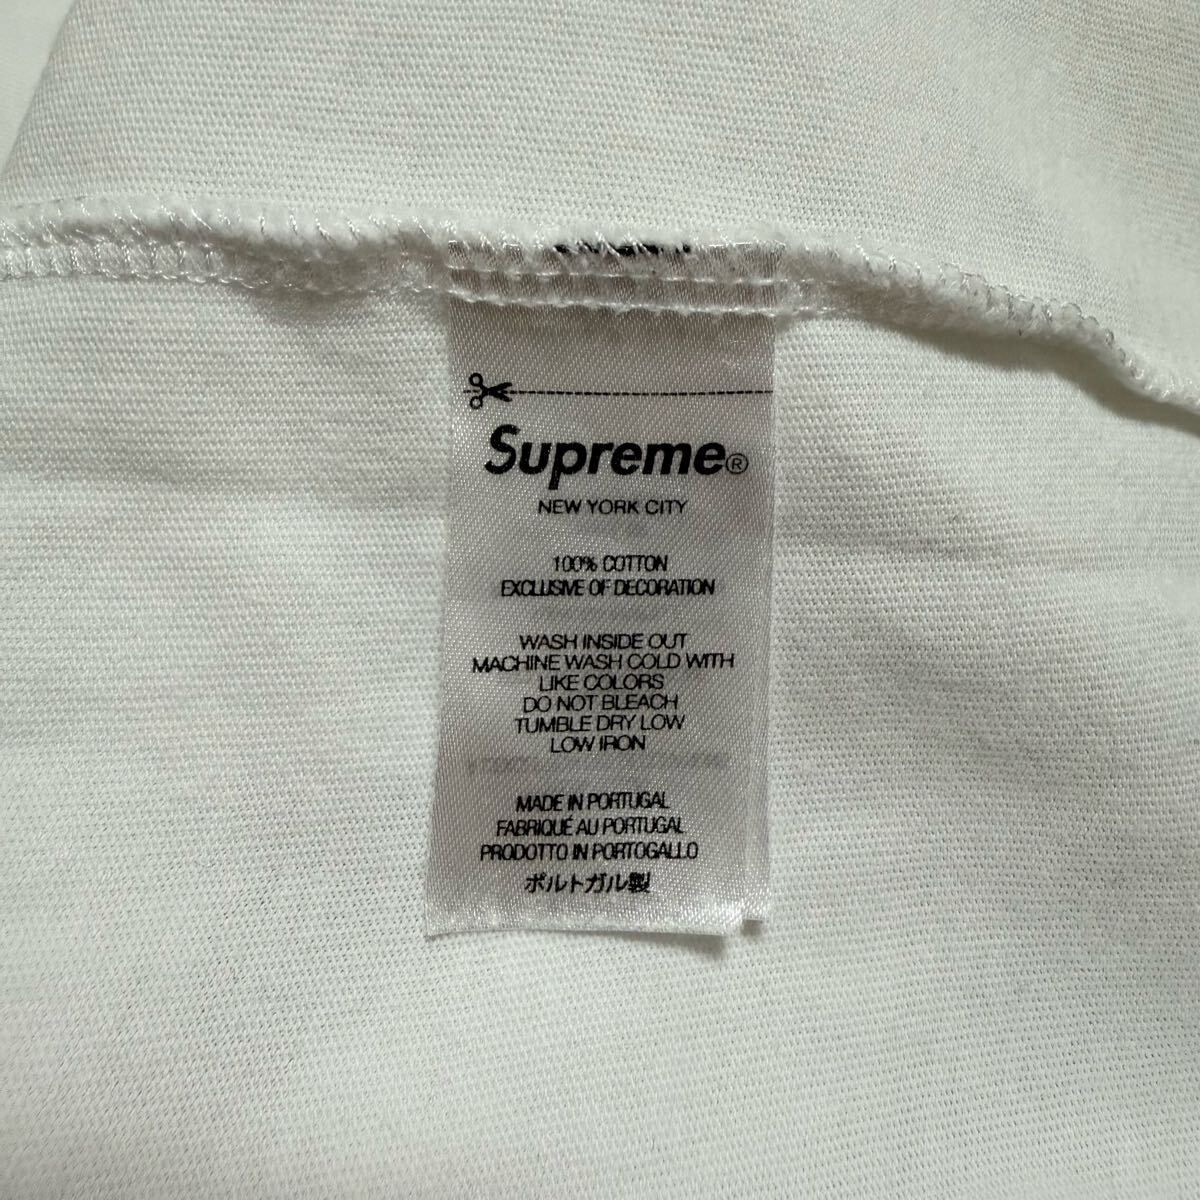 Supreme®
NEW YORK CITY
100% COTTON
EXCLUSIVE OF DECORATION
WASH INSIDE OUT
MACHINE WASH COLD WITH
LIKE COLORS
DO NOT BLEACH
TUMBLE DRY LOW
LOW IRON
MADE IN PORTUGAL
FABRIQUÉ AU PORTUGAL
PRODOTTO IN PORTOGALLO
ポルトガル製